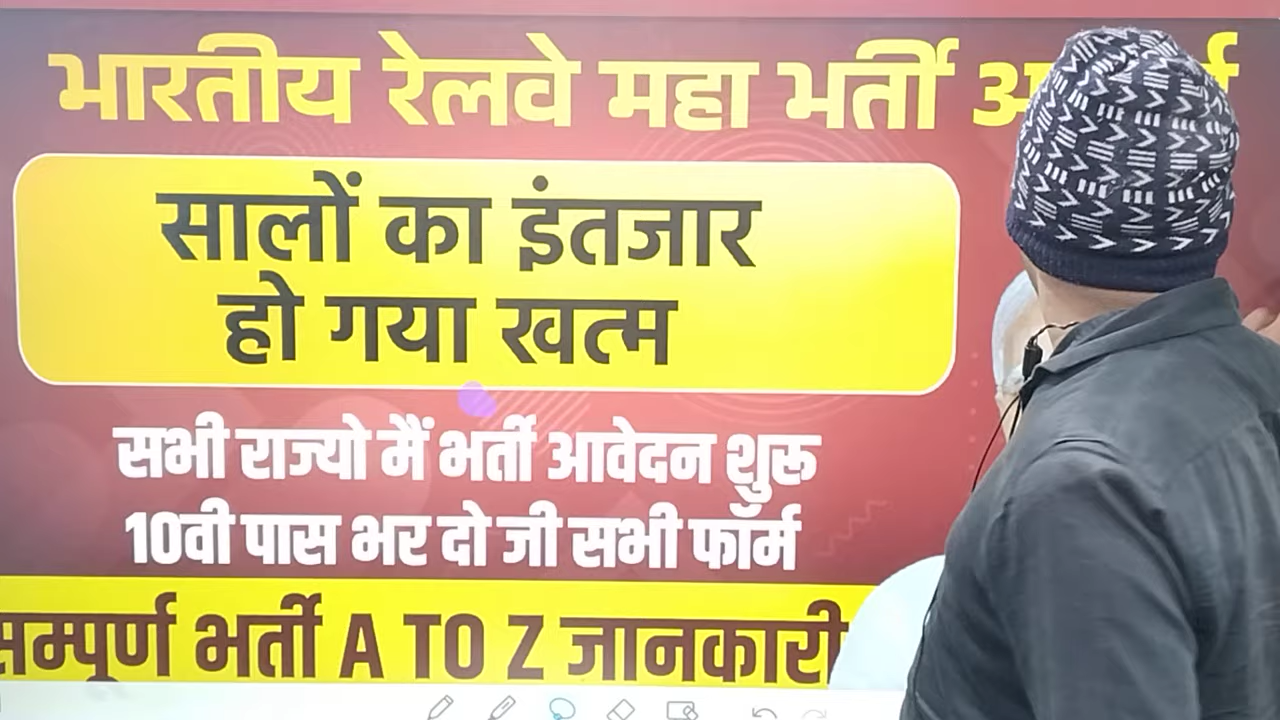 भारतीय रेलवे महा भर्ती
सालों का इंतजार
हो गया खत्म
सभी राज्यो मैं भर्ती आवेदन शुरू
10वी पास भर दो जी सभी फॉर्म
सम्पूर्ण भर्ती A TO Z जानकारी